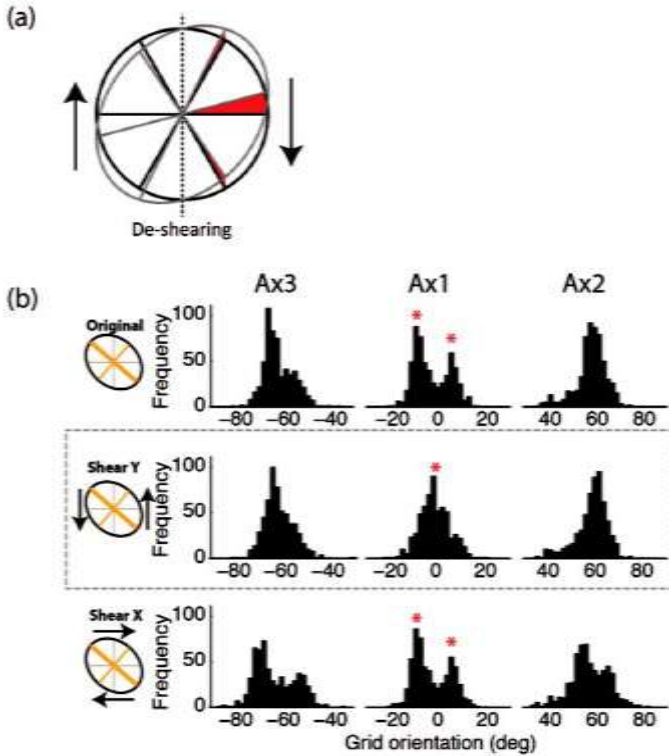 (a)
De-shearing
(b)
Ax3 Ax1 Ax2
Original
Frequency
100
50
0
* *
−80 −60 −40 −20 0 20 40 60 80
Shear Y
Frequency
100
50
0
*
−80 −60 −40 −20 0 20 40 60 80
Shear X
Frequency
100
50
0
* *
−80 −60 −40 −20 0 20 40 60 80
Grid orientation (deg)